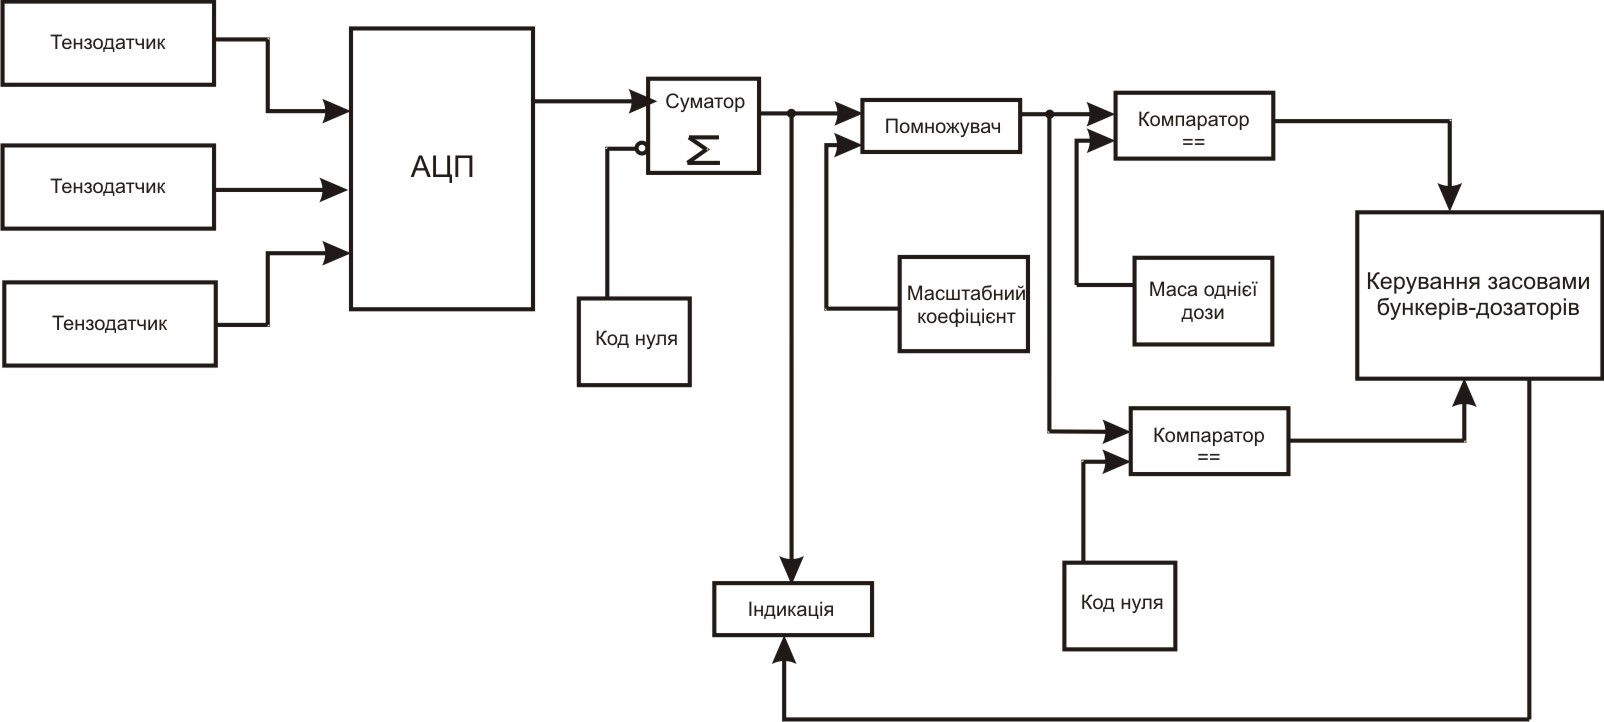 Тензодатчик
Тензодатчик
Тензодатчик
АЦП
Суматор
Σ
Код нуля
Помножувач
Масштабний
коефіцієнт
Компаратор
==
Маса однієї
дози
Керування засовами
бункерів-дозаторів
Компаратор
==
Код нуля
Індикація